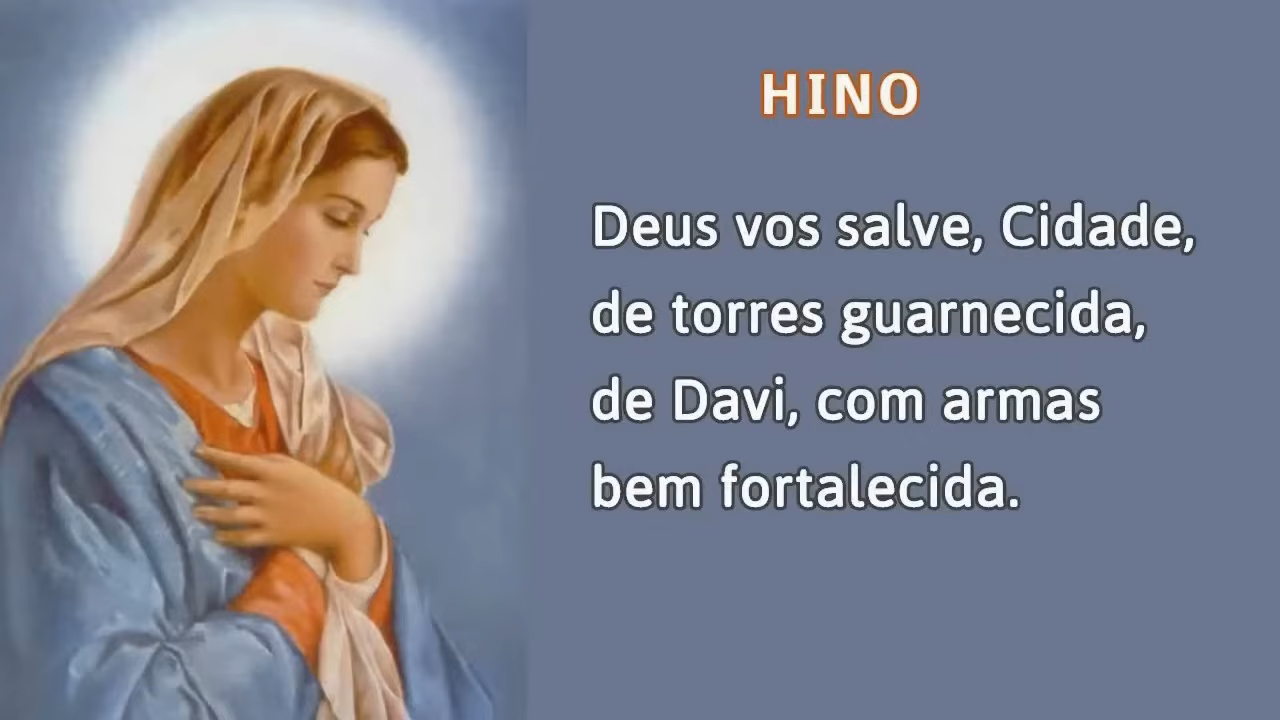 HINO
Deus vos salve, Cidade,
de torres guarnecida,
de Davi, com armas
bem fortalecida.